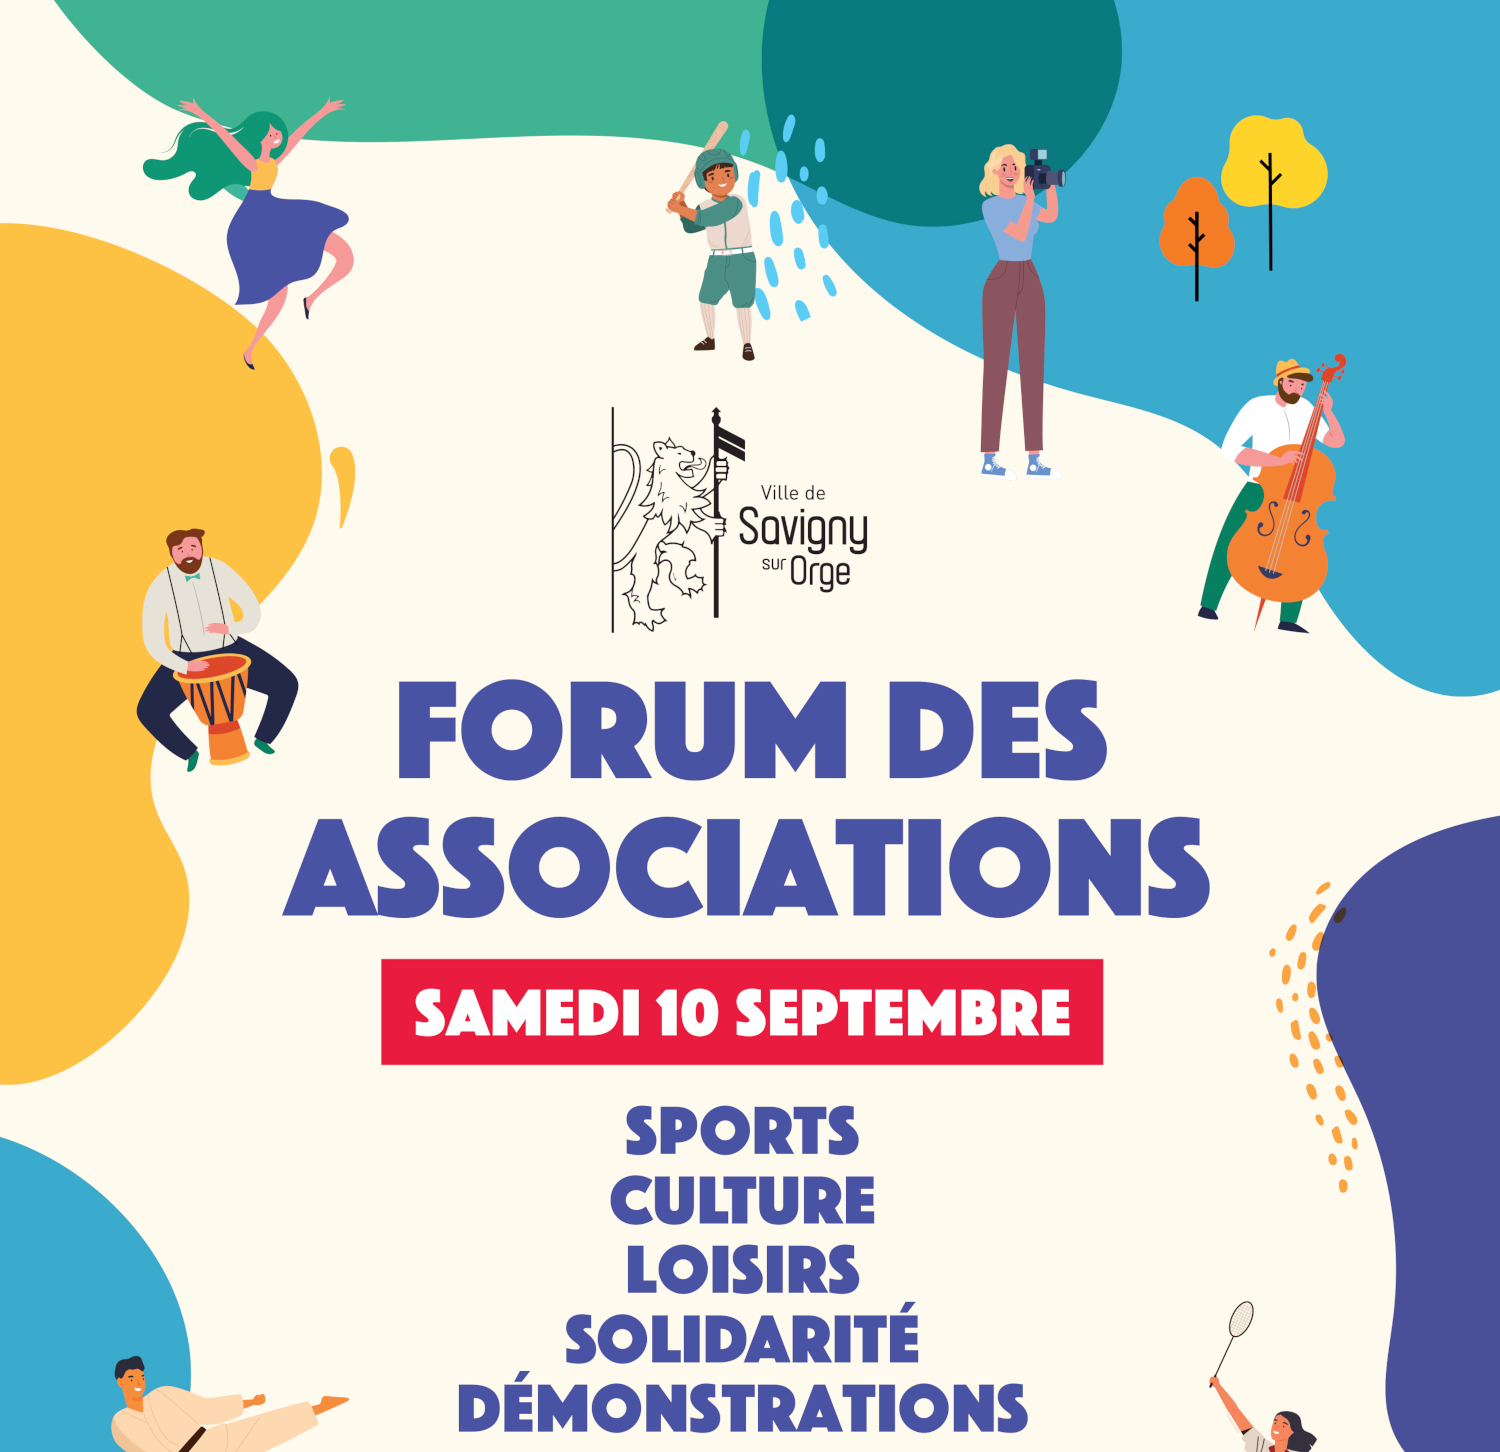 Ville de
Savigny
sur Orge
FORUM DES
ASSOCIATIONS
SAMEDI 10 SEPTEMBRE
SPORTS
CULTURE
LOISIRS
SOLIDARITÉ
DÉMONSTRATIONS